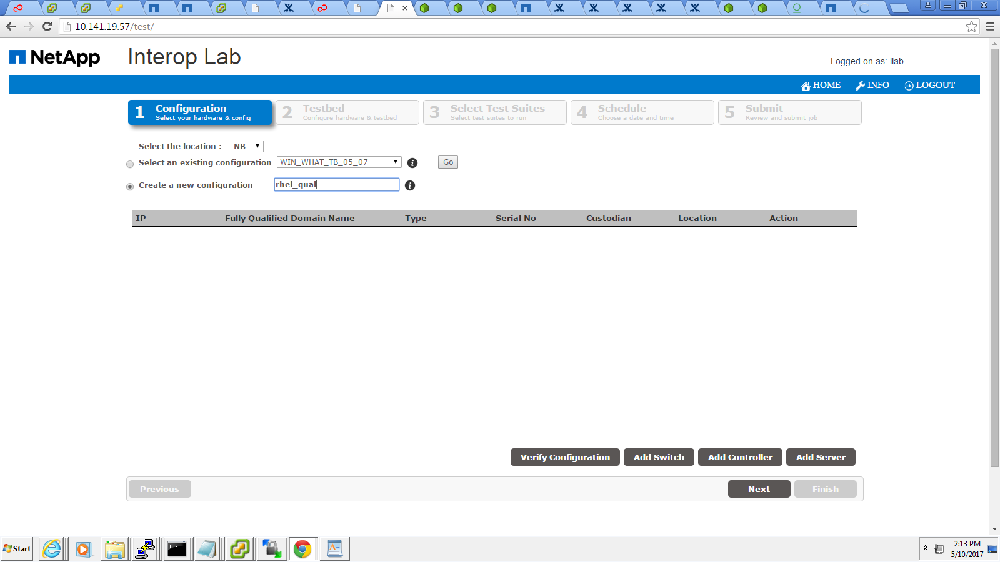 10.141.19.57/test/
NetApp Interop Lab
Logged on as: ilab
HOME INFO LOGOUT
1 Configuration
Select your hardware & config
2 Testbed
Configure hardware & testbed
3 Select Test Suites
Select test suites to run
4 Schedule
Choose a date and time
5 Submit
Review and submit job
Select the location : NB
Select an existing configuration WIN_WHAT_TB_05_07 Go
Create a new configuration rhel_qual
IP Fully Qualified Domain Name Type Serial No Custodian Location Action
Verify Configuration Add Switch Add Controller Add Server
Previous Next Finish
Start
C:\_
2:13 PM
5/10/2017